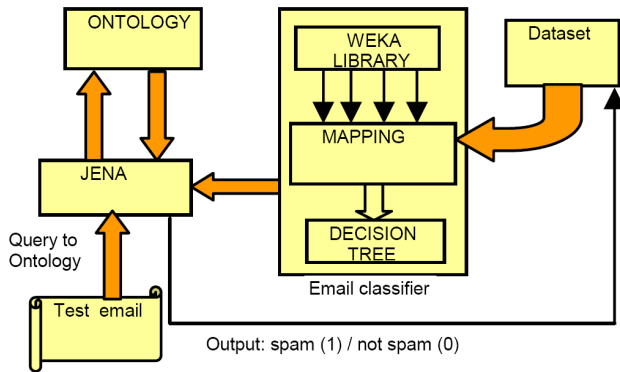 ONTOLOGY
WEKA
LIBRARY
Dataset
MAPPING
JENA
DECISION
TREE
Query to
Ontology
Email classifier
Test email
Output: spam (1) / not spam (0)